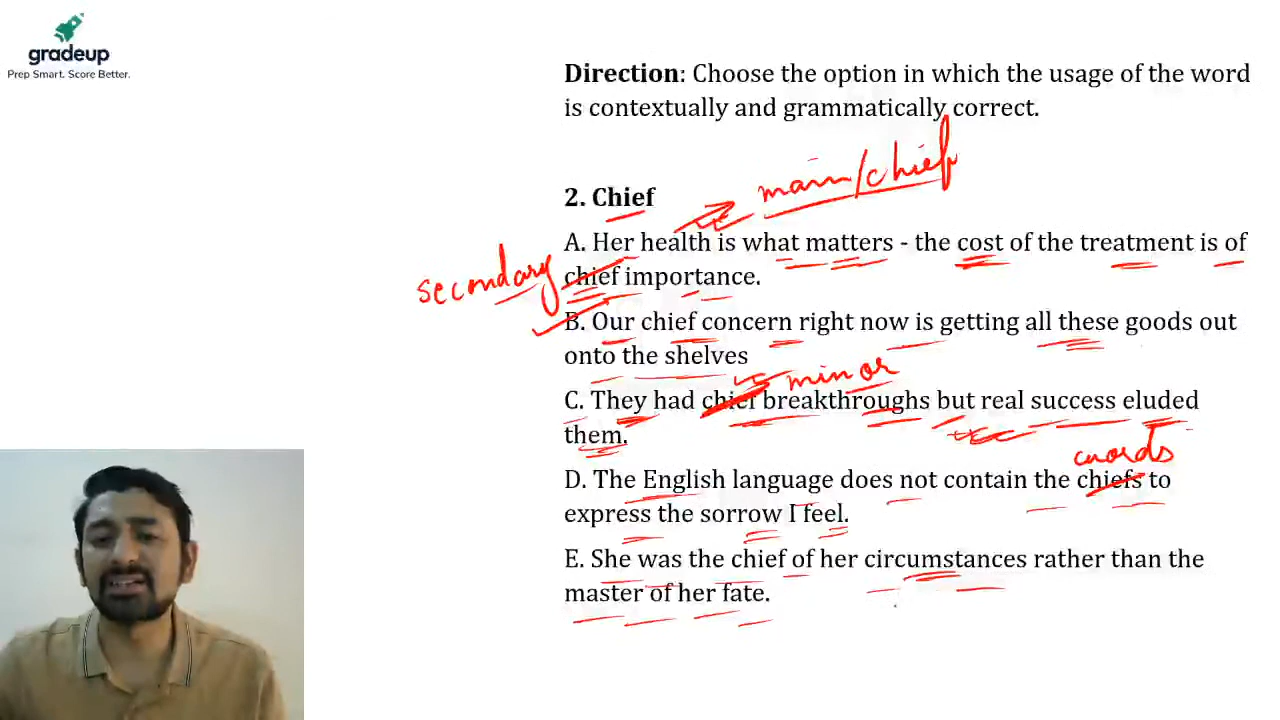 gradeup
Prep Smart. Score Better.
Direction: Choose the option in which the usage of the word
is contextually and grammatically correct.
main/chief
2. Chief
A. Her health is what matters - the cost of the treatment is of
secondary
chief importance.
B. Our chief concern right now is getting all these goods out
onto the shelves
minor
C. They had chief breakthroughs but real success eluded
them.
words
D. The English language does not contain the chiefs to
express the sorrow I feel.
E. She was the chief of her circumstances rather than the
master of her fate.